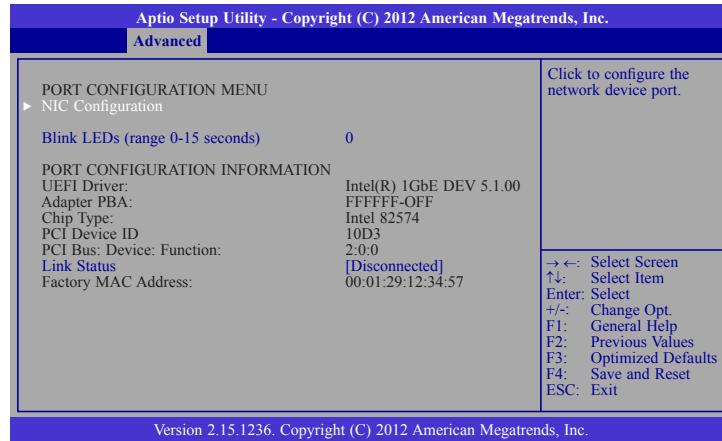 Aptio Setup Utility - Copyright (C) 2012 American Megatrends, Inc.
Advanced
PORT CONFIGURATION MENU
► NIC Configuration
Blink LEDs (range 0-15 seconds) 0
PORT CONFIGURATION INFORMATION
UEFI Driver: Intel(R) 1GbE DEV 5.1.00
Adapter PBA: FFFFFF-OFF
Chip Type: Intel 82574
PCI Device ID 10D3
PCI Bus: Device: Function: 2:0:0
Link Status [Disconnected]
Factory MAC Address: 00:01:29:12:34:57
Click to configure the
network device port.
→ ←: Select Screen
↑↓: Select Item
Enter: Select
+/-: Change Opt.
F1: General Help
F2: Previous Values
F3: Optimized Defaults
F4: Save and Reset
ESC: Exit
Version 2.15.1236. Copyright (C) 2012 American Megatrends, Inc.